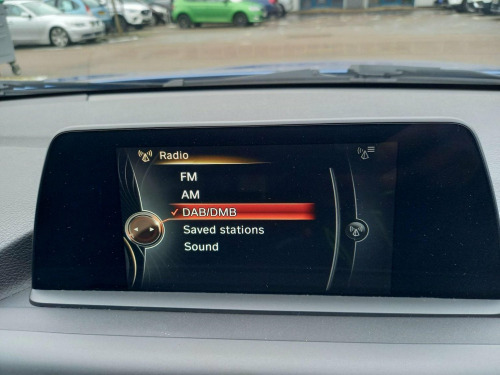 Radio
FM
AM
DAB/DMB
Saved stations
Sound